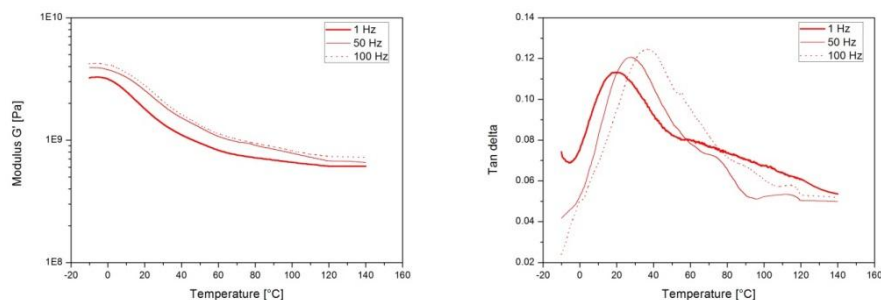 1E10
1E9
1E8
Modulus G' [Pa]
1 Hz
50 Hz
100 Hz
-20 0 20 40 60 80 100 120 140 160
Temperature [°C]
0.14
0.12
0.10
0.08
0.06
0.04
0.02
Tan delta
1 Hz
50 Hz
100 Hz
-20 0 20 40 60 80 100 120 140 160
Temperature [°C]